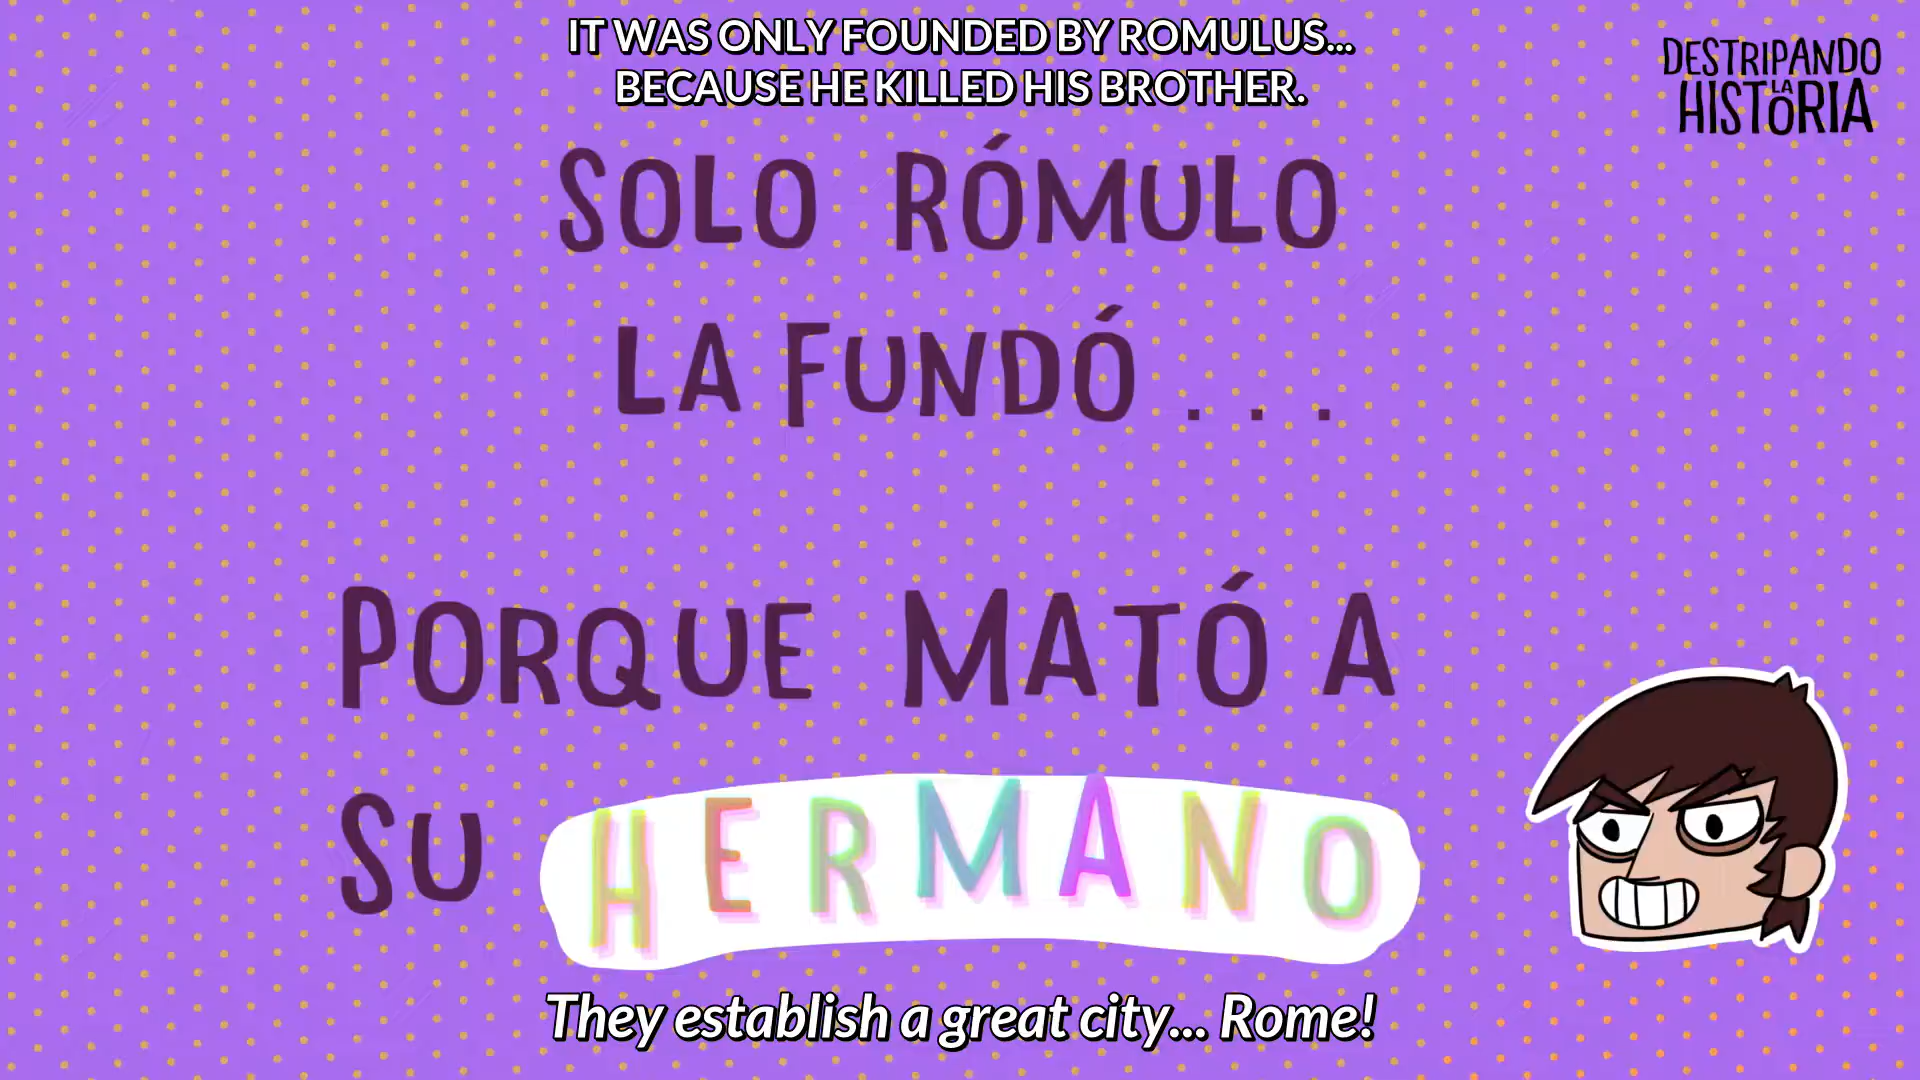 IT WAS ONLY FOUNDED BY ROMULUS...
BECAUSE HE KILLED HIS BROTHER.
DESTRIPANDO
LA
HISTORIA
SOLO RÓMULO
LA FUNDÓ...
PORQUE MATÓ A
SU HERMANO
They establish a great city... Rome!